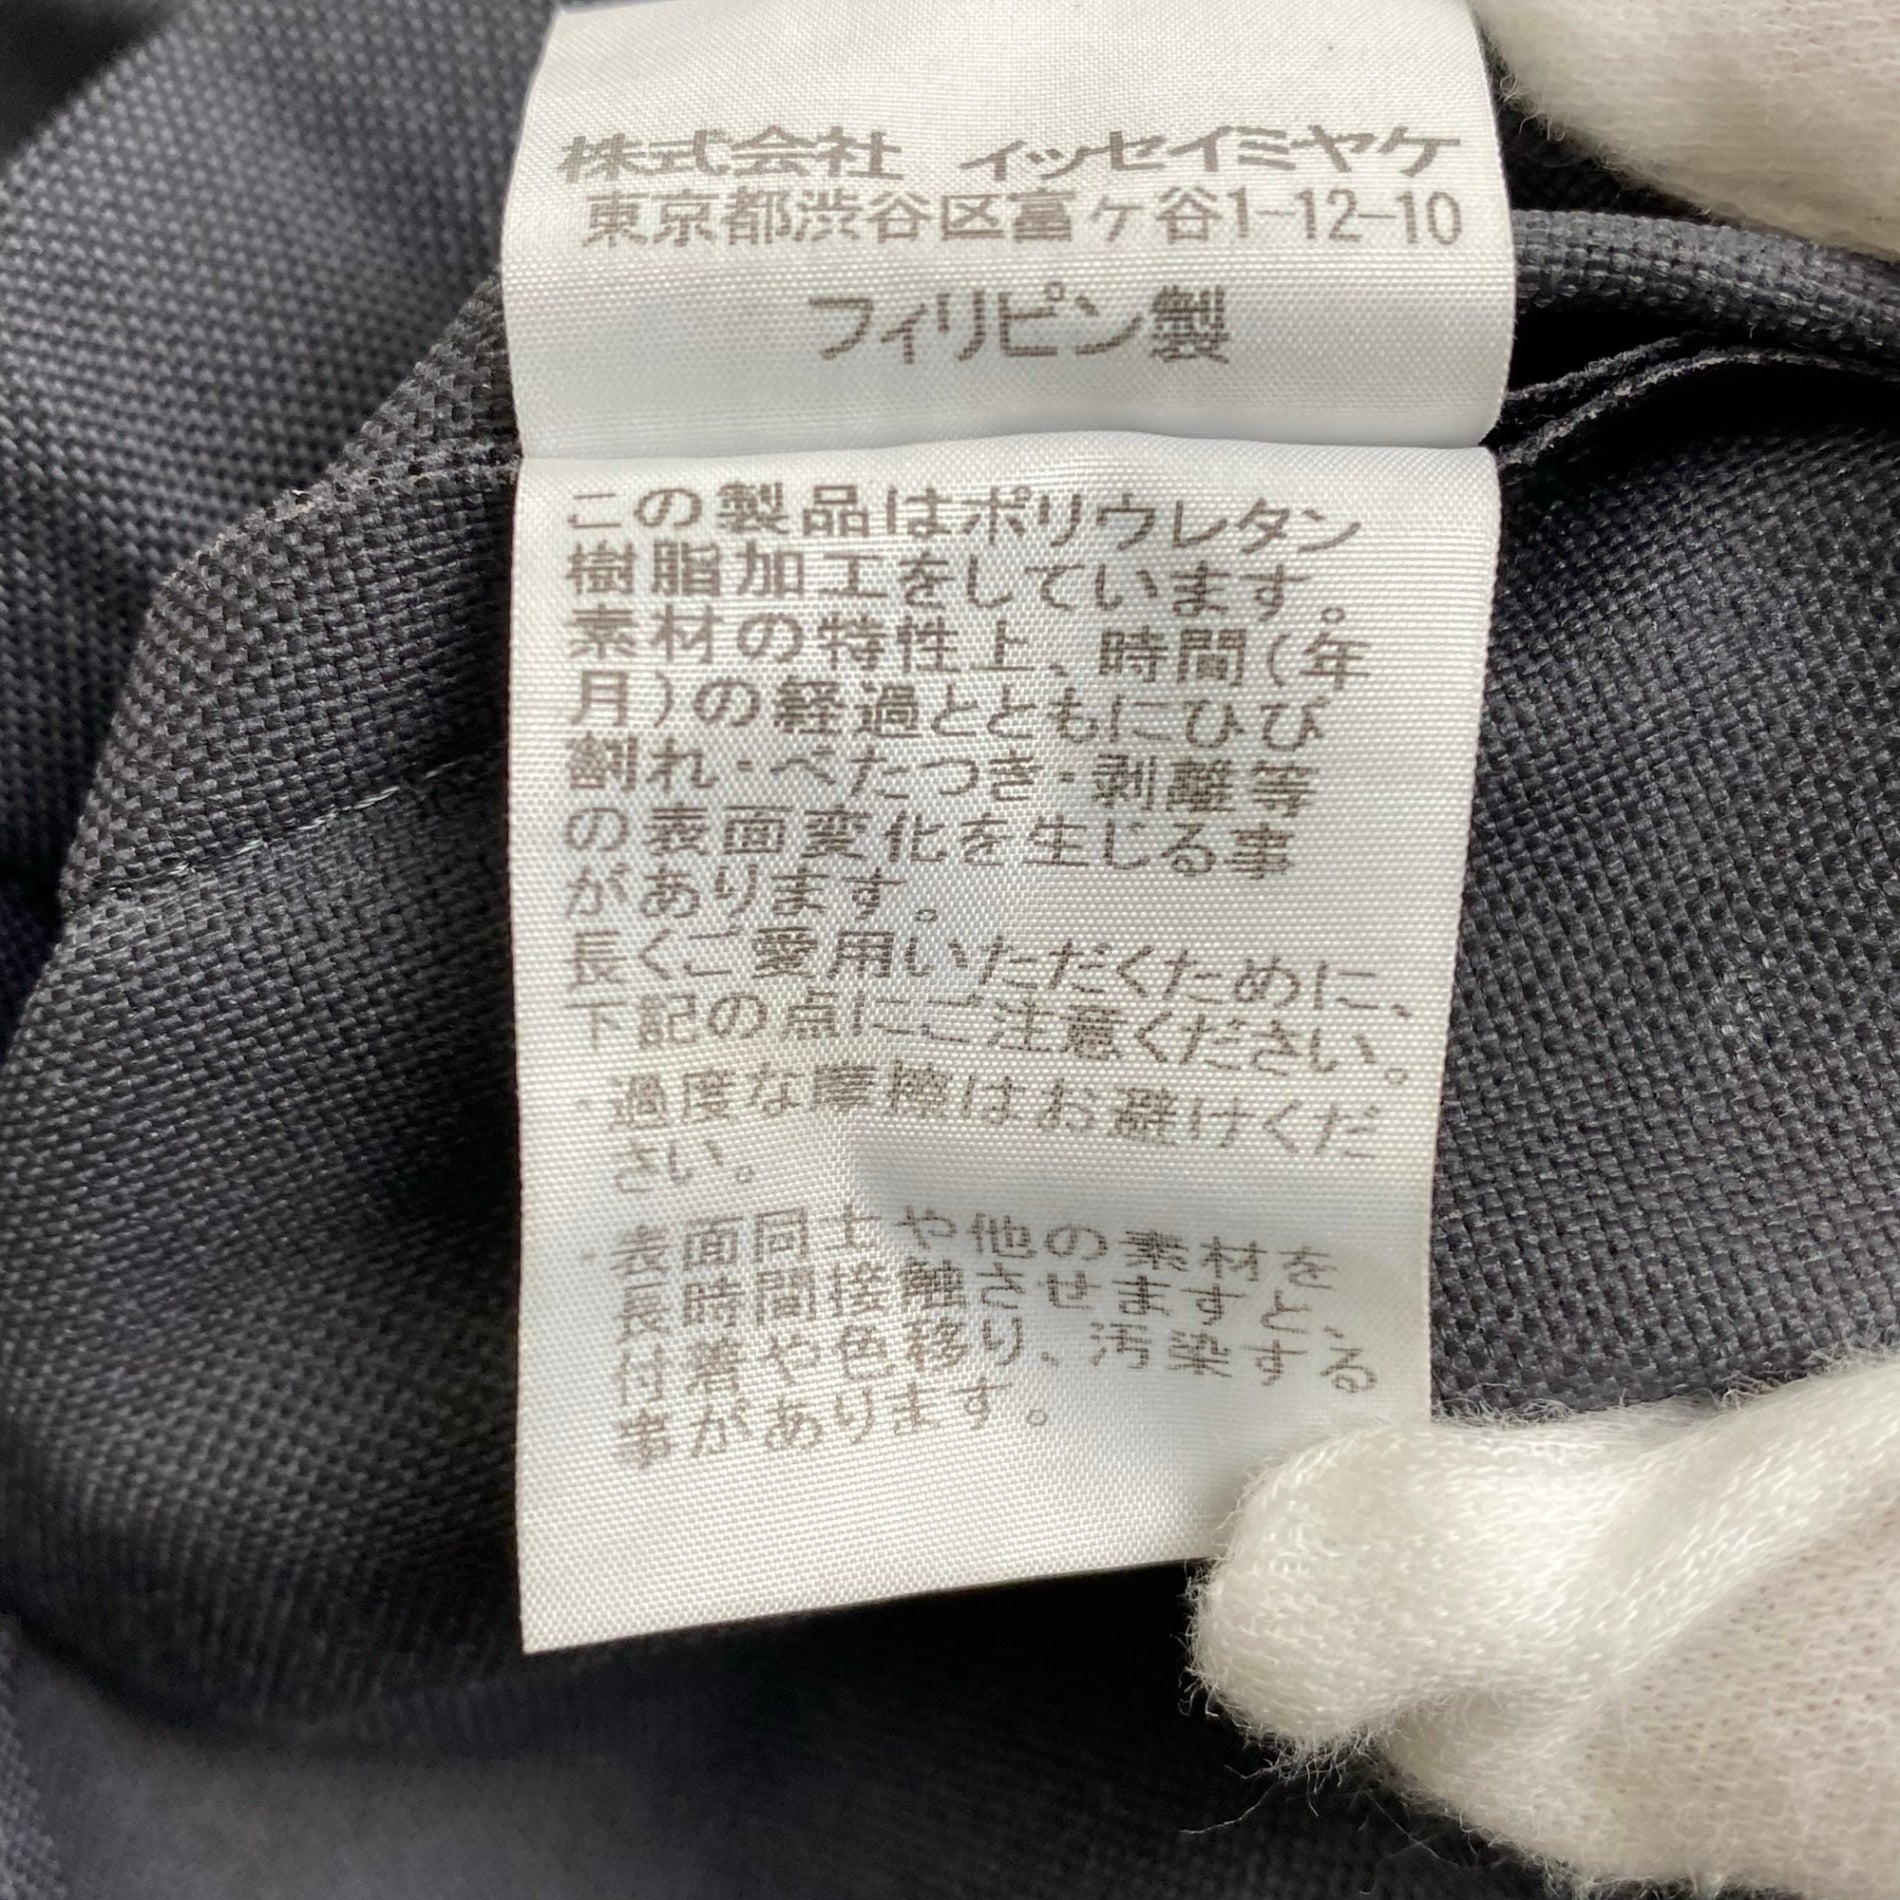 株式会社 イッセイミヤケ
東京都渋谷区富ケ谷1-12-10
フィリピン製
この製品はポリウレタン
樹脂加工をしています。
素材の特性上、時間(年
月)の経過とともにひび
割れ・べたつき・剥離等
の表面変化を生じる事
があります。
長くご愛用いただくために、
下記の点にご注意ください。
・過度な摩擦はお避けくだ
さい。
・表面同士や他の素材を
長時間接触させますと、
付着や色移り、汚染する
事があります。